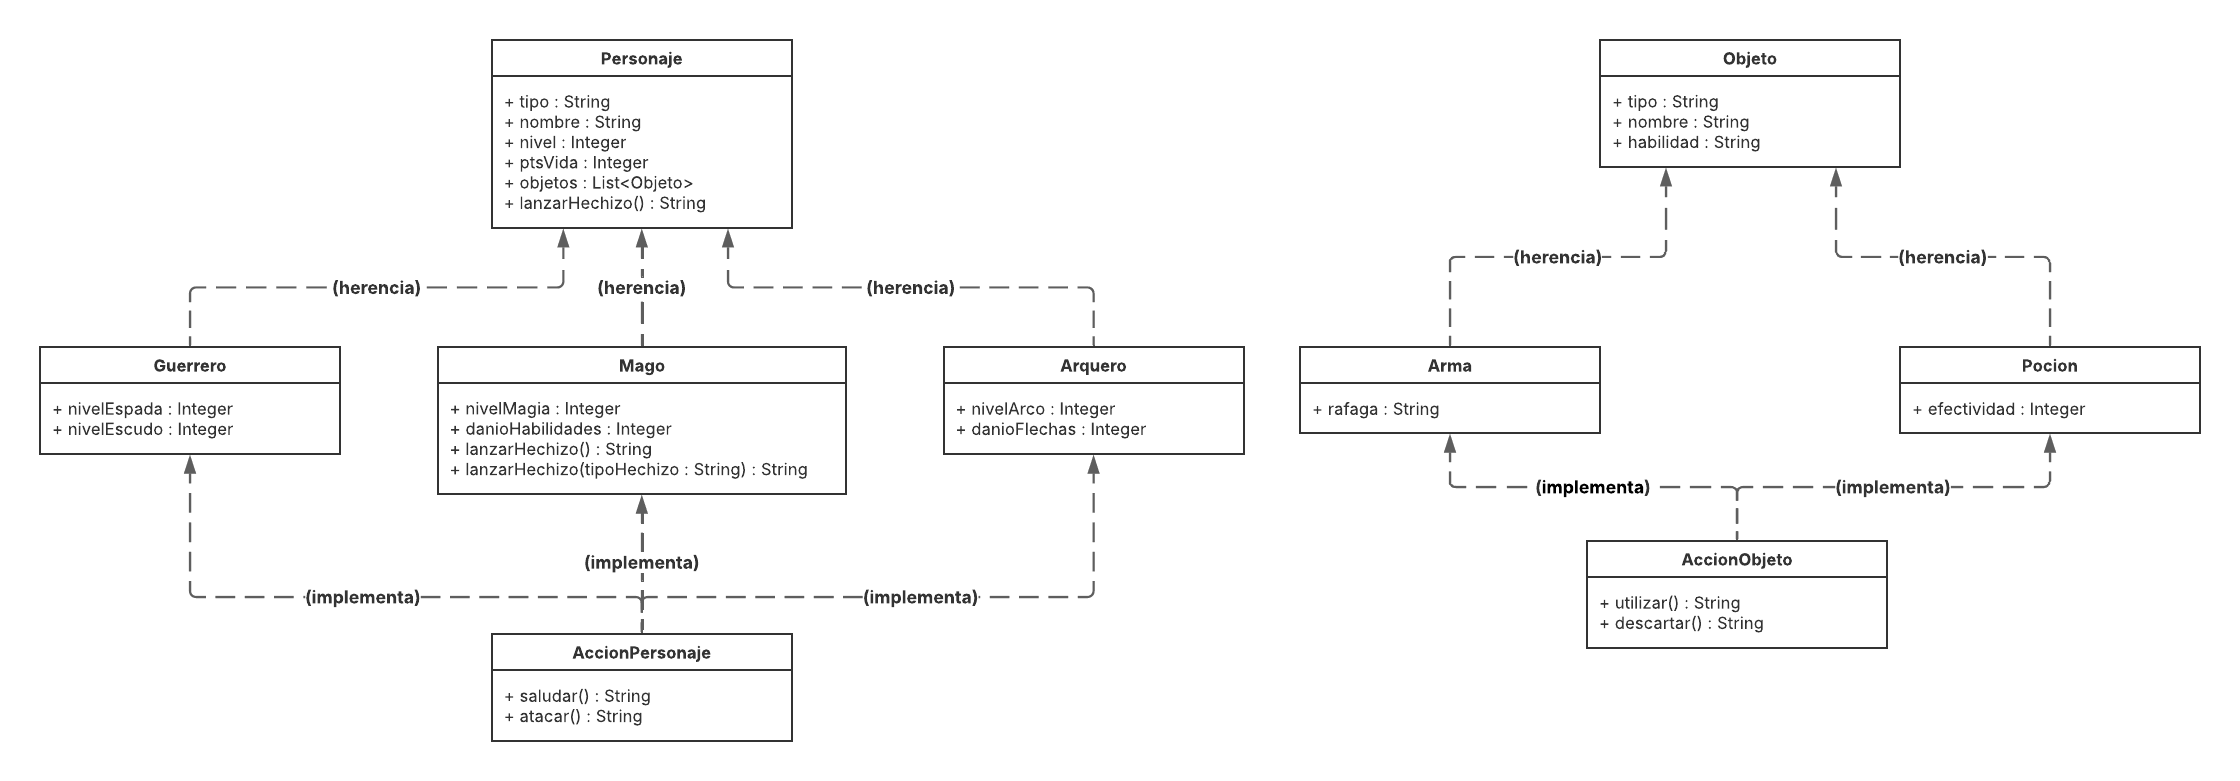 Personaje
+ tipo : String
+ nombre : String
+ nivel : Integer
+ ptsVida : Integer
+ objetos : List<Objeto>
+ lanzarHechizo() : String
Objeto
+ tipo : String
+ nombre : String
+ habilidad : String
(herencia)
(herencia)
(herencia)
(herencia)
(herencia)
Guerrero
+ nivelEspada : Integer
+ nivelEscudo : Integer
Mago
+ nivelMagia : Integer
+ danioHabilidades : Integer
+ lanzarHechizo() : String
+ lanzarHechizo(tipoHechizo : String) : String
Arquero
+ nivelArco : Integer
+ danioFlechas : Integer
Arma
+ rafaga : String
Pocion
+ efectividad : Integer
(implementa)
(implementa)
(implementa)
(implementa)
(implementa)
AccionPersonaje
+ saludar() : String
+ atacar() : String
AccionObjeto
+ utilizar() : String
+ descartar() : String